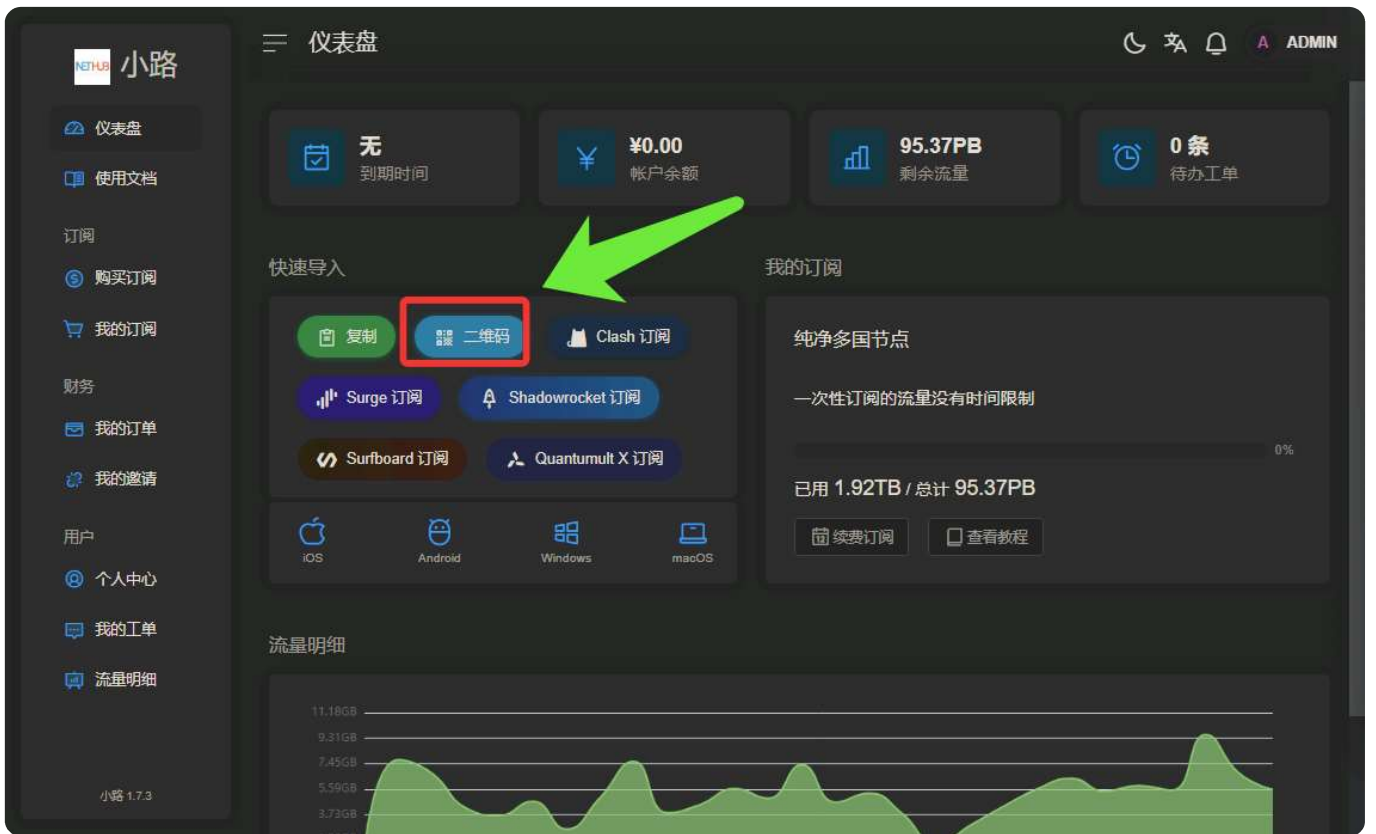 NETHUB 小路
仪表盘
使用文档
订阅
购买订阅
我的订阅
财务
我的订单
我的邀请
用户
个人中心
我的工单
流量明细
小路 1.7.3
仪表盘
A ADMIN
无
到期时间
¥0.00
帐户余额
95.37PB
剩余流量
0 条
待办工单
快速导入
复制
二维码
Clash 订阅
Surge 订阅
Shadowrocket 订阅
Surfboard 订阅
Quantumult X 订阅
iOS
Android
Windows
macOS
我的订阅
纯净多国节点
一次性订阅的流量没有时间限制
0%
已用 1.92TB / 总计 95.37PB
续费订阅
查看教程
流量明细
11.18GB
9.31GB
7.45GB
5.59GB
3.73GB